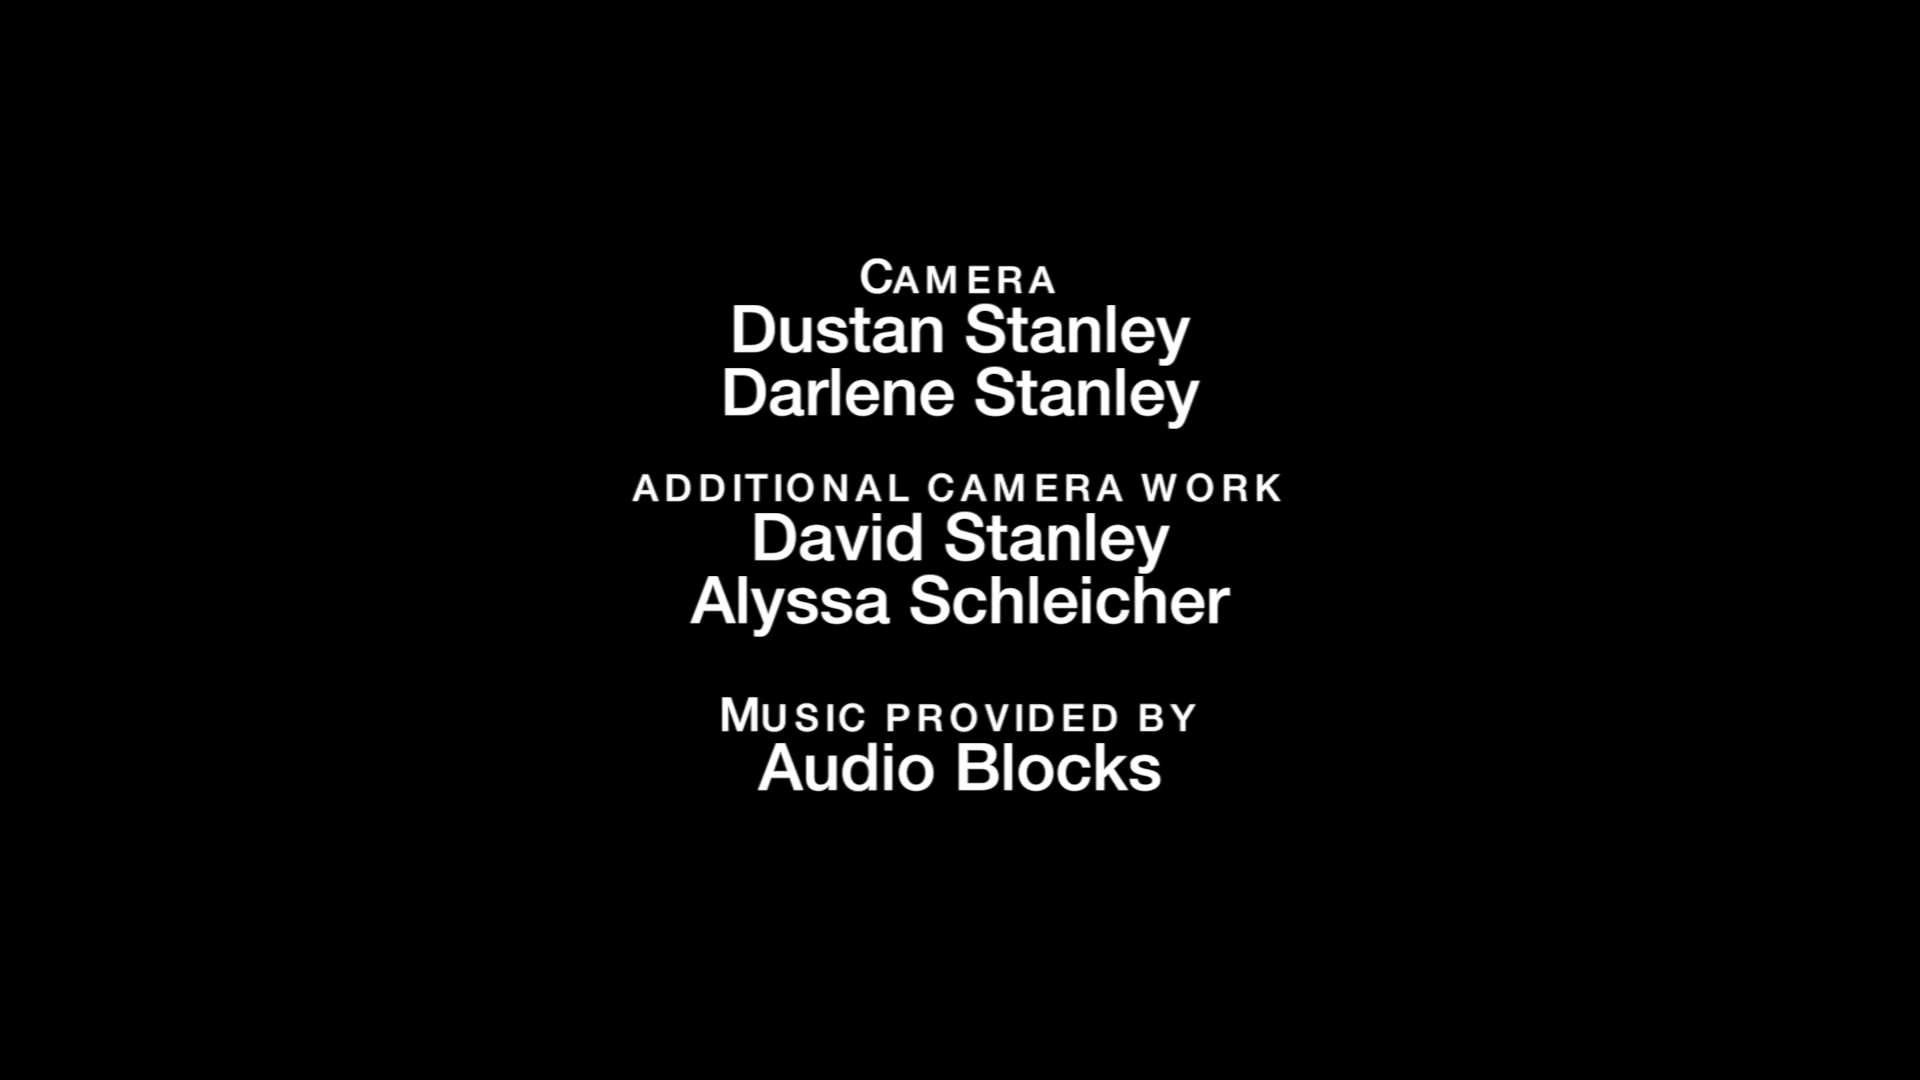 Camera
Dustan Stanley
Darlene Stanley
ADDITIONAL CAMERA WORK
David Stanley
Alyssa Schleicher
Music provided by
Audio Blocks